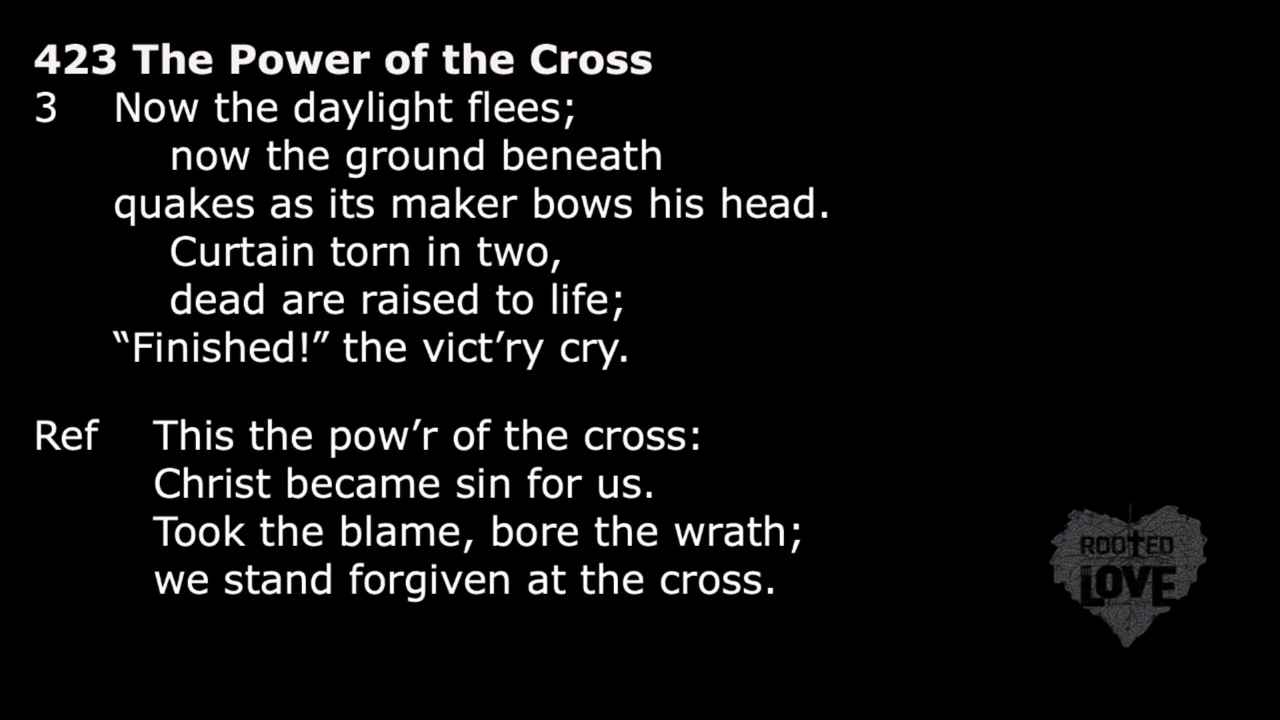 423 The Power of the Cross
3 Now the daylight flees;
now the ground beneath
quakes as its maker bows his head.
Curtain torn in two,
dead are raised to life;
“Finished!” the vict’ry cry.
Ref This the pow’r of the cross:
Christ became sin for us.
Took the blame, bore the wrath;
we stand forgiven at the cross.
ROOTED
LOVE